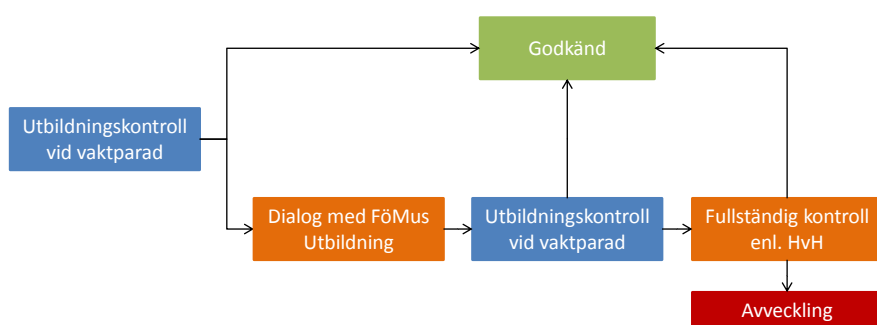 Godkänd
Utbildningskontroll
vid vaktparad
Dialog med FöMus
Utbildning
Utbildningskontroll
vid vaktparad
Fullständig kontroll
enl. HvH
Avveckling